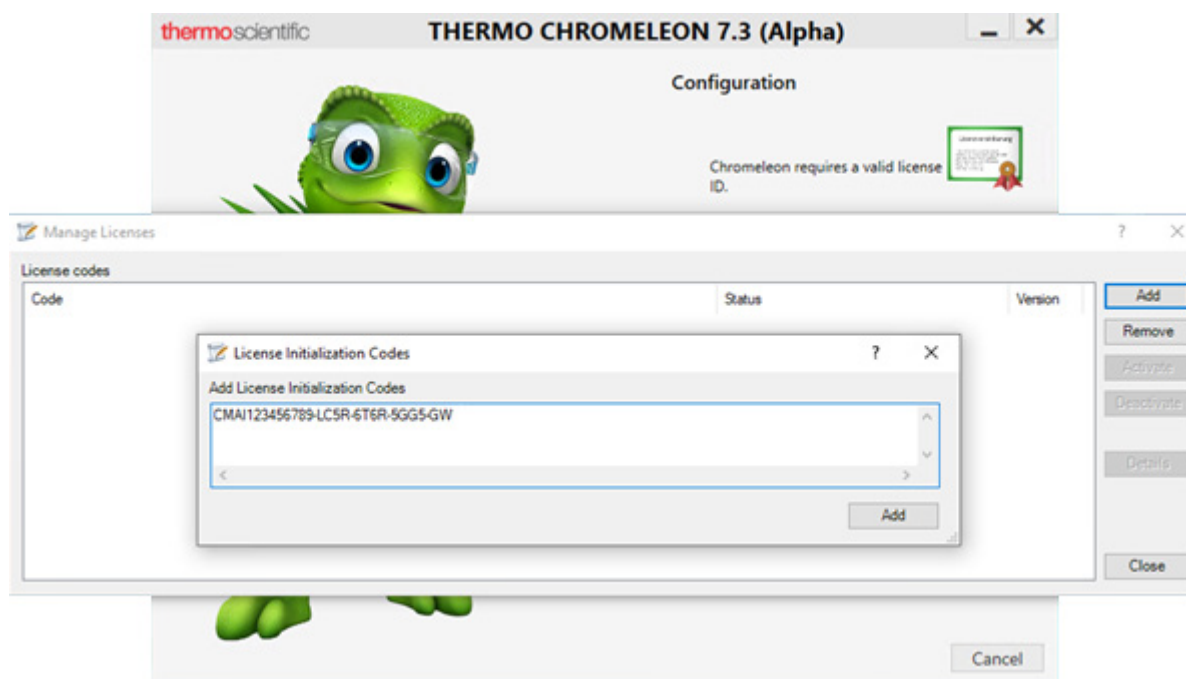 thermoscientific THERMO CHROMELEON 7.3 (Alpha)
Configuration
Chromeleon requires a valid license
ID.
Manage Licenses
License codes
Code Status Version
Add
Remove
Activate
Deactivate
Details
Close
License Initialization Codes
Add License Initialization Codes
CMAI123456789-LC5R-6T6R-5GG5-GW
Add
Cancel